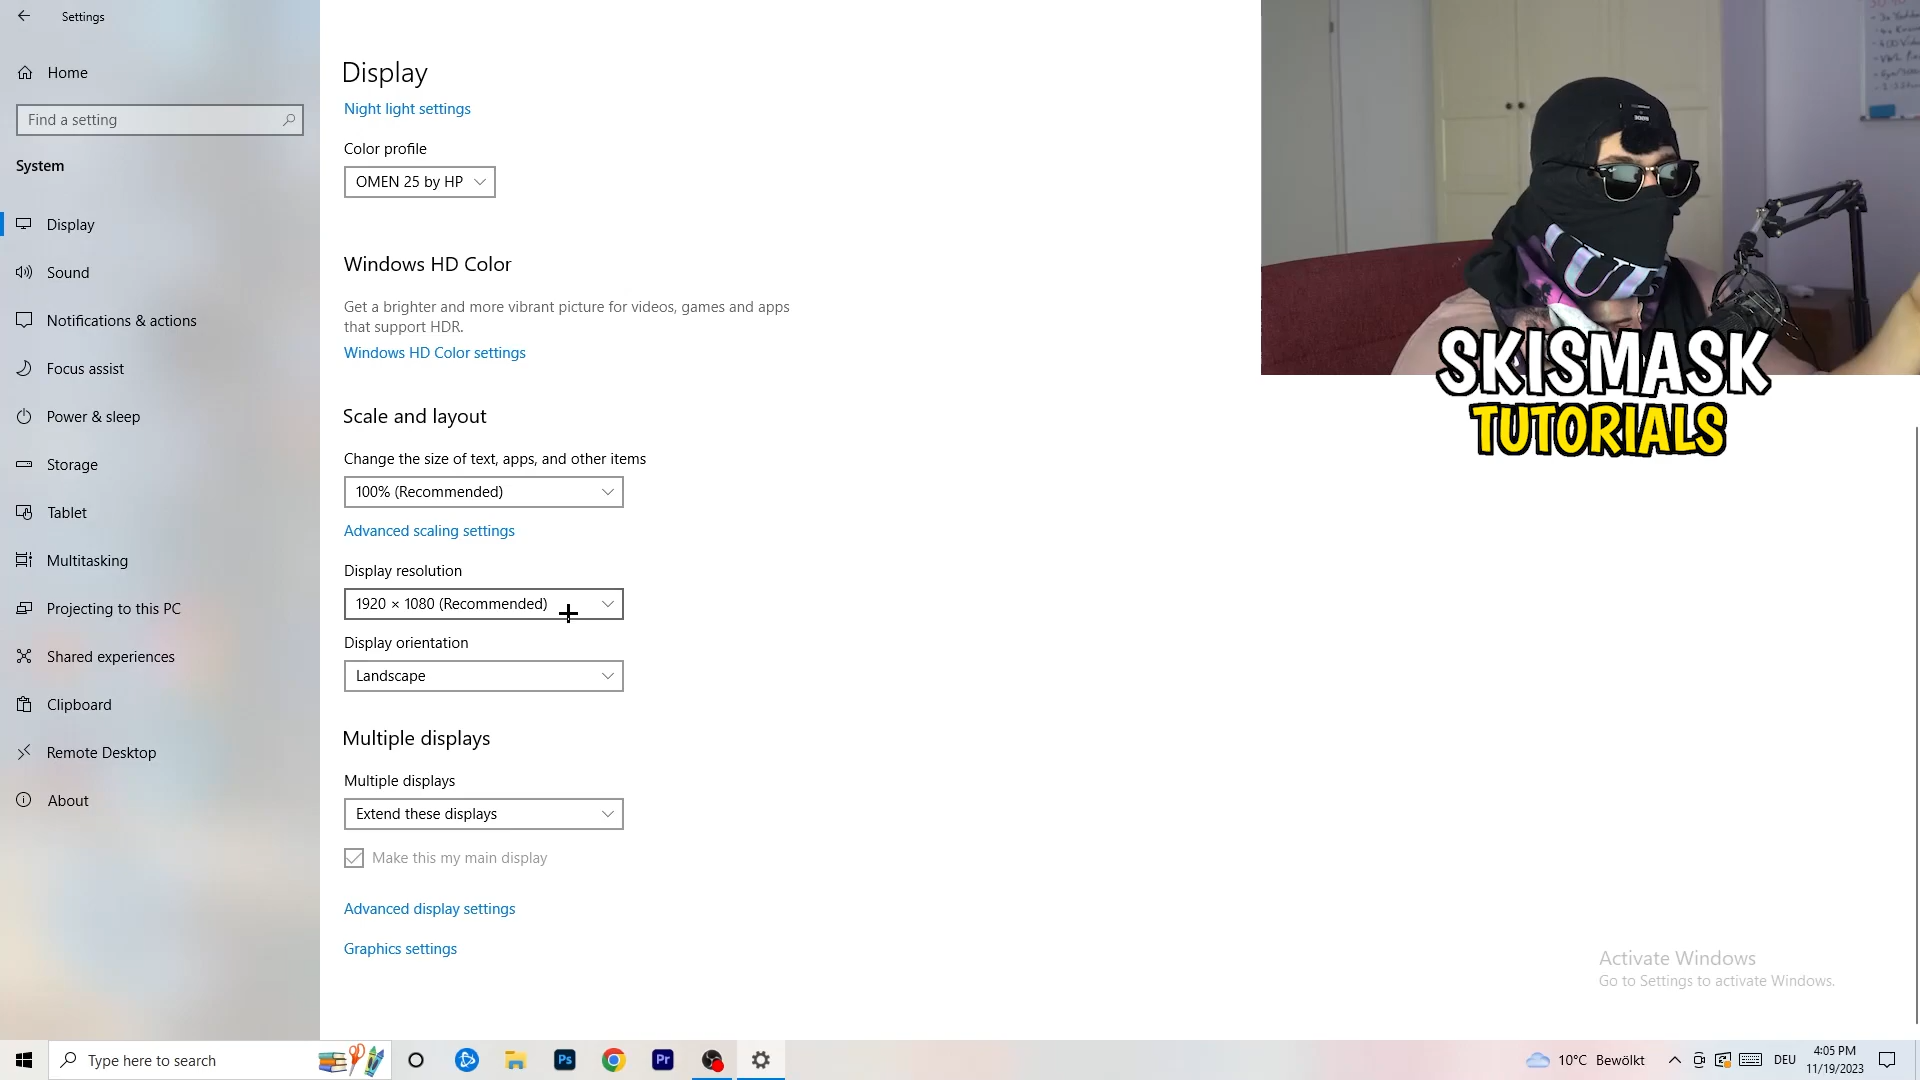 Settings
Home
Find a setting
System
Display
Sound
Notifications & actions
Focus assist
Power & sleep
Storage
Tablet
Multitasking
Projecting to this PC
Shared experiences
Clipboard
Remote Desktop
About
Display
Night light settings
Color profile
OMEN 25 by HP
Windows HD Color
Get a brighter and more vibrant picture for videos, games and apps
that support HDR.
Windows HD Color settings
Scale and layout
Change the size of text, apps, and other items
100% (Recommended)
Advanced scaling settings
Display resolution
1920 × 1080 (Recommended)
Display orientation
Landscape
Multiple displays
Multiple displays
Extend these displays
Make this my main display
Advanced display settings
Graphics settings
SKISMASK
TUTORIALS
Activate Windows
Go to Settings to activate Windows.
Type here to search
Ps
Pr
10°C Bewölkt
DEU
4:05 PM
11/19/2023